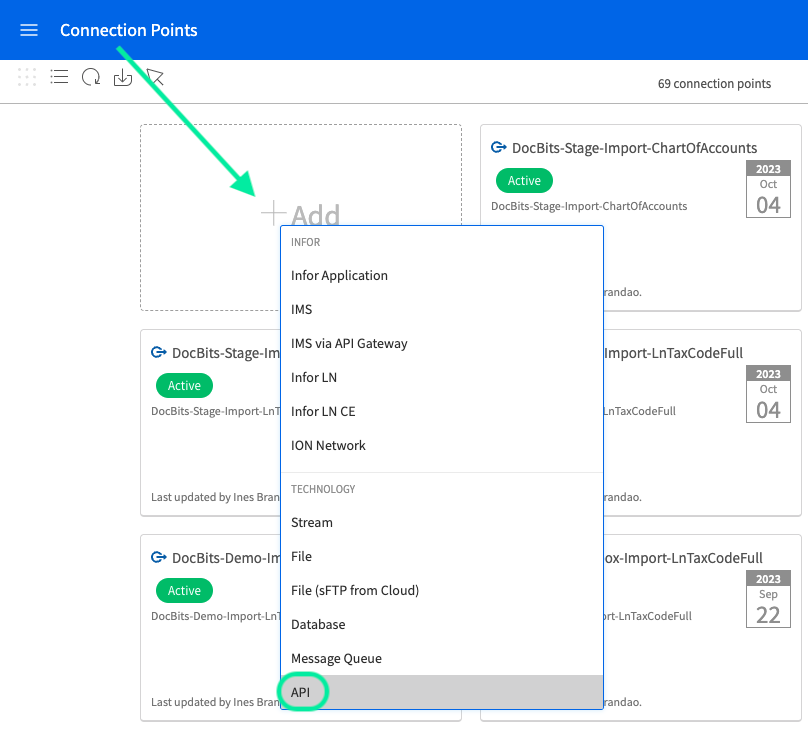 Connection Points
69 connection points
Add
DocBits-Stage-Import-ChartOfAccounts
Active
2023
Oct
04
DocBits-Stage-Import-ChartOfAccounts
randao.
INFOR
Infor Application
IMS
IMS via API Gateway
Infor LN
Infor LN CE
ION Network
TECHNOLOGY
Stream
File
File (sFTP from Cloud)
Database
Message Queue
API
DocBits-Stage-Im
Active
DocBits-Stage-Import-LnT
Last updated by Ines Bran
Import-LnTaxCodeFull
2023
Oct
04
LnTaxCodeFull
randao.
DocBits-Demo-Im
Active
DocBits-Demo-Import-LnT
Last updated by Ines Bran
ox-Import-LnTaxCodeFull
2023
Sep
22
rt-LnTaxCodeFull
randao.